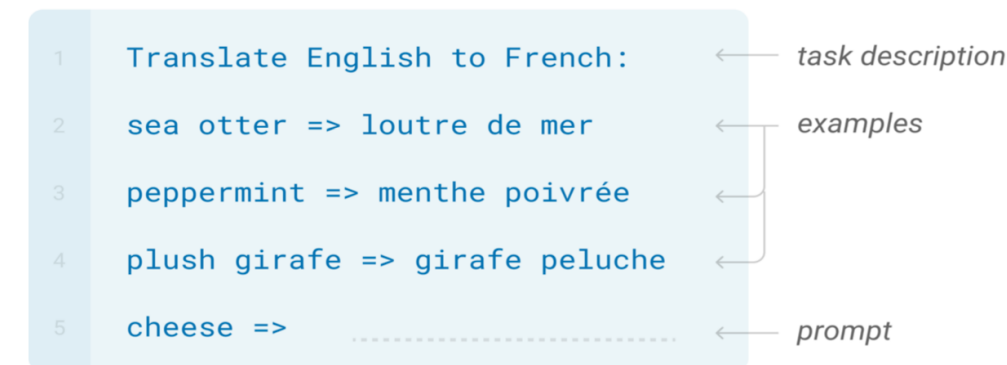 1 Translate English to French: task description
2 sea otter => loutre de mer examples
3 peppermint => menthe poivrée
4 plush girafe => girafe peluche
5 cheese => prompt